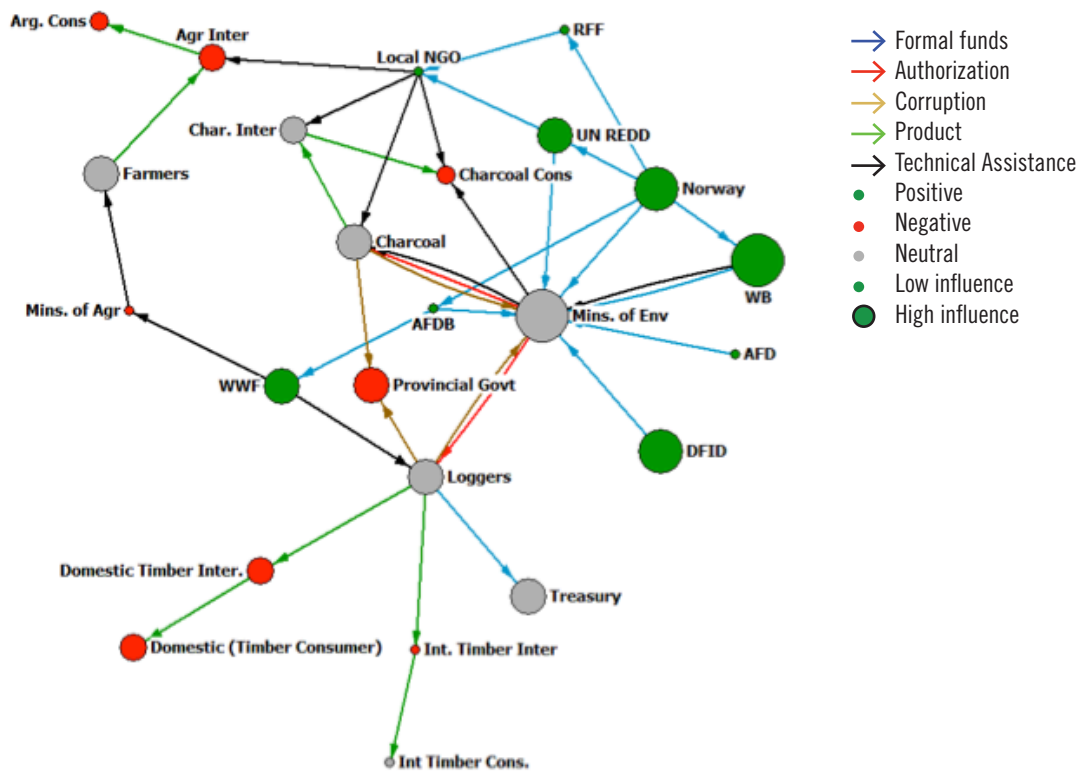 Arg. Cons
Agr Inter
RFF
Local NGO
Char. Inter
UN REDD
Farmers
Charcoal Cons
Norway
Charcoal
WB
Mins. of Agr
AFDB
Mins. of Env
AFD
WWF
Provincial Govt
DFID
Loggers
Domestic Timber Inter.
Treasury
Domestic (Timber Consumer)
Int. Timber Inter
Int Timber Cons.
Formal funds
Authorization
Corruption
Product
Technical Assistance
Positive
Negative
Neutral
Low influence
High influence